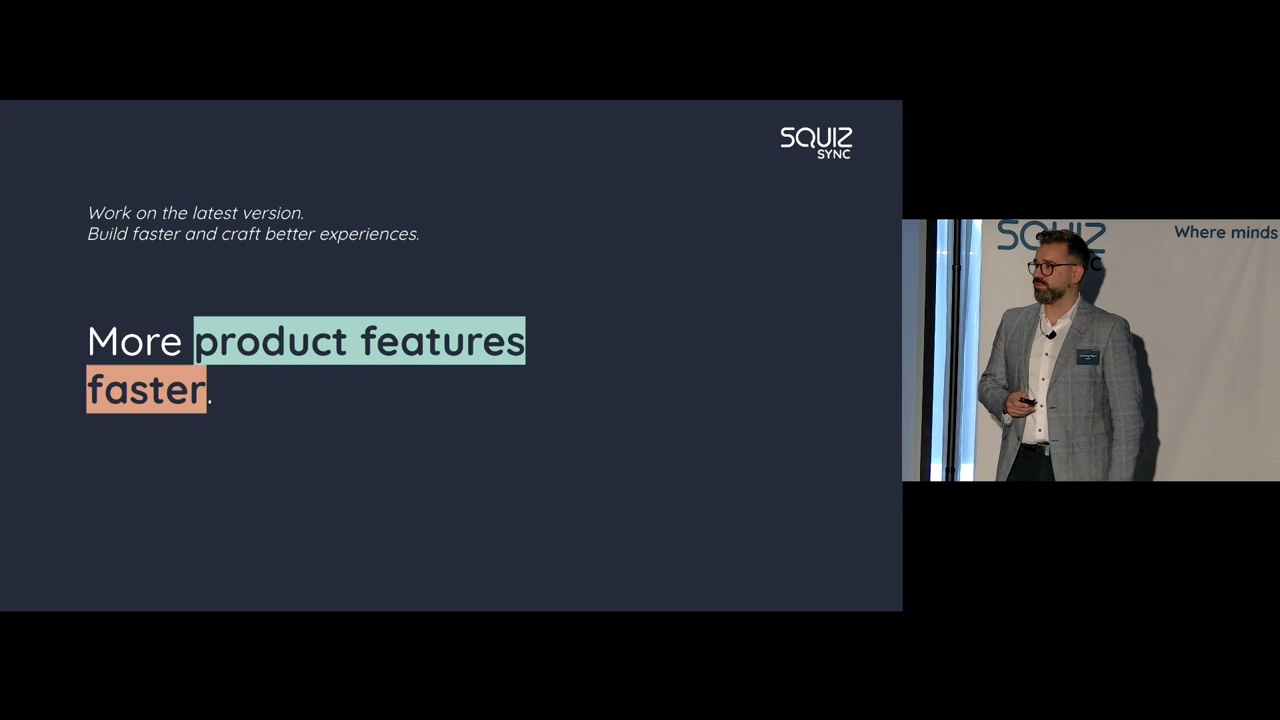 SQUIZ
SYNC
Work on the latest version.
Build faster and craft better experiences.
More product features
faster.
SQUIZ
Where minds